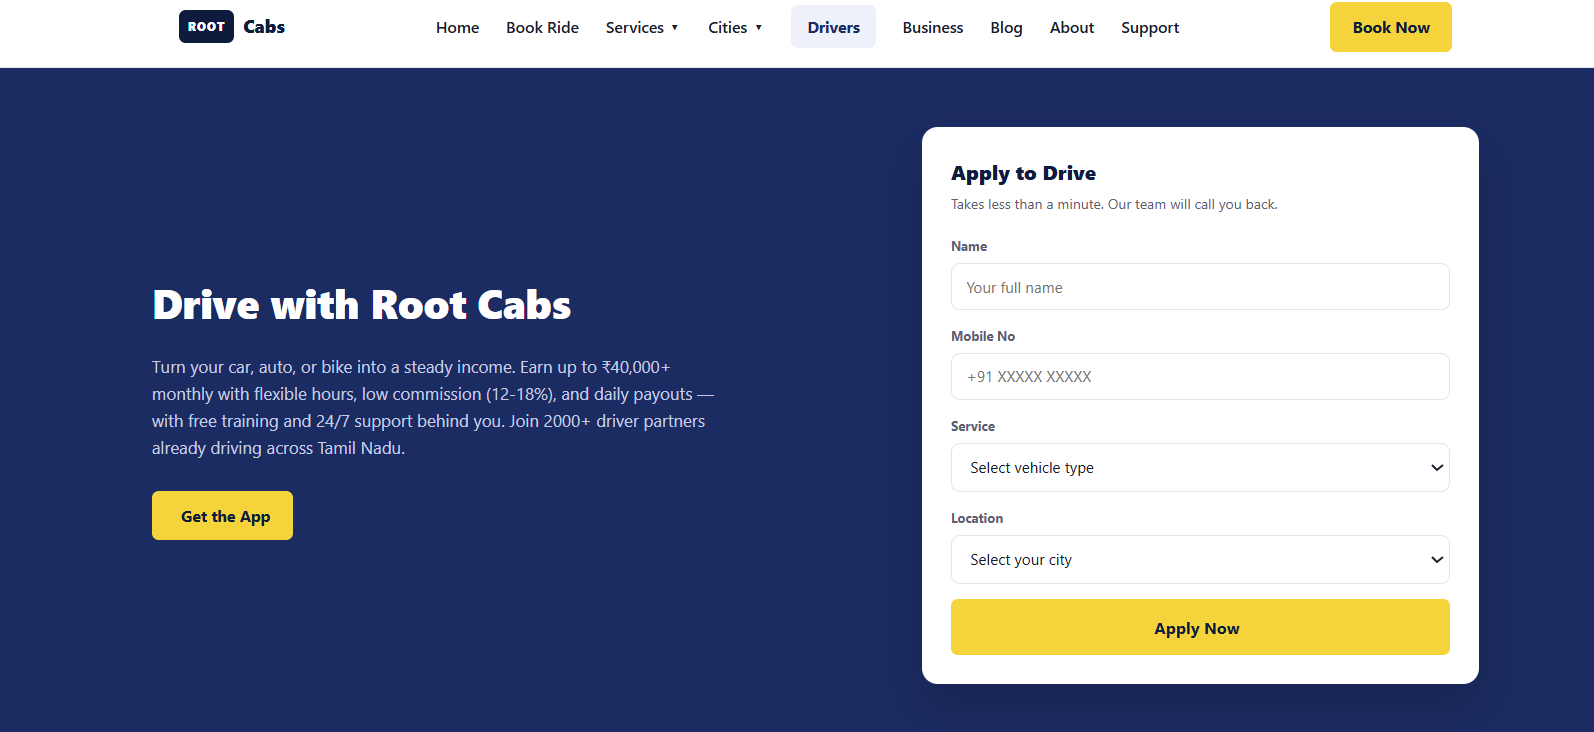 ROOT Cabs
Home Book Ride Services ▼ Cities ▼ Drivers Business Blog About Support Book Now
Drive with Root Cabs
Turn your car, auto, or bike into a steady income. Earn up to ₹40,000+
monthly with flexible hours, low commission (12-18%), and daily payouts —
with free training and 24/7 support behind you. Join 2000+ driver partners
already driving across Tamil Nadu.
Get the App
Apply to Drive
Takes less than a minute. Our team will call you back.
Name
Your full name
Mobile No
+91 XXXXX XXXXX
Service
Select vehicle type
Location
Select your city
Apply Now